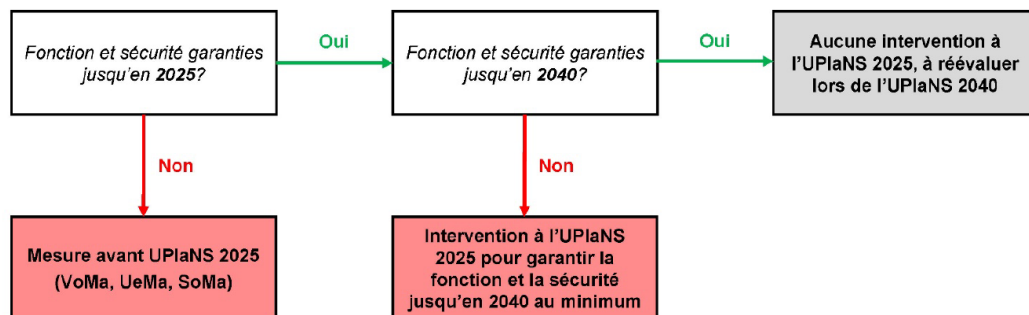 Fonction et sécurité garanties
jusqu'en 2025?
Oui
Fonction et sécurité garanties
jusqu'en 2040?
Oui
Aucune intervention à
l'UPlaNS 2025, à réévaluer
lors de l'UPlaNS 2040
Non
Non
Mesure avant UPlaNS 2025
(VoMa, UeMa, SoMa)
Intervention à l'UPlaNS
2025 pour garantir la
fonction et la sécurité
jusqu'en 2040 au minimum